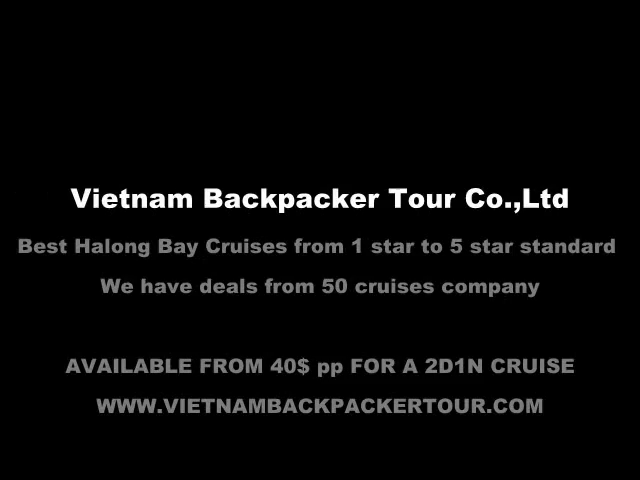 Vietnam Backpacker Tour Co.,Ltd
Best Halong Bay Cruises from 1 star to 5 star standard
We have deals from 50 cruises company
AVAILABLE FROM 40$ pp FOR A 2D1N CRUISE
WWW.VIETNAMBACKPACKERTOUR.COM